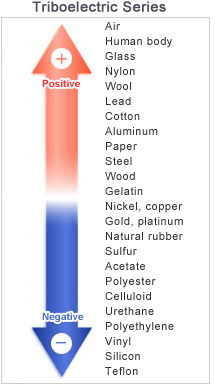 Triboelectric Series
+
Positive
Negative
−
Air
Human body
Glass
Nylon
Wool
Lead
Cotton
Aluminum
Paper
Steel
Wood
Gelatin
Nickel, copper
Gold, platinum
Natural rubber
Sulfur
Acetate
Polyester
Celluloid
Urethane
Polyethylene
Vinyl
Silicon
Teflon